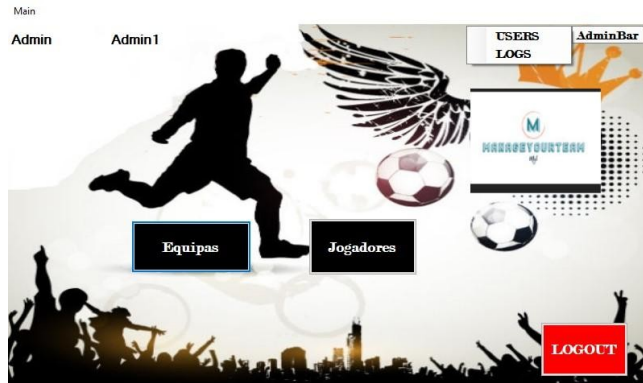 Main
Admin Admin1
USERS AdminBar
LOGS
M
MANAGEYOURTEAM
Equipas Jogadores
LOGOUT